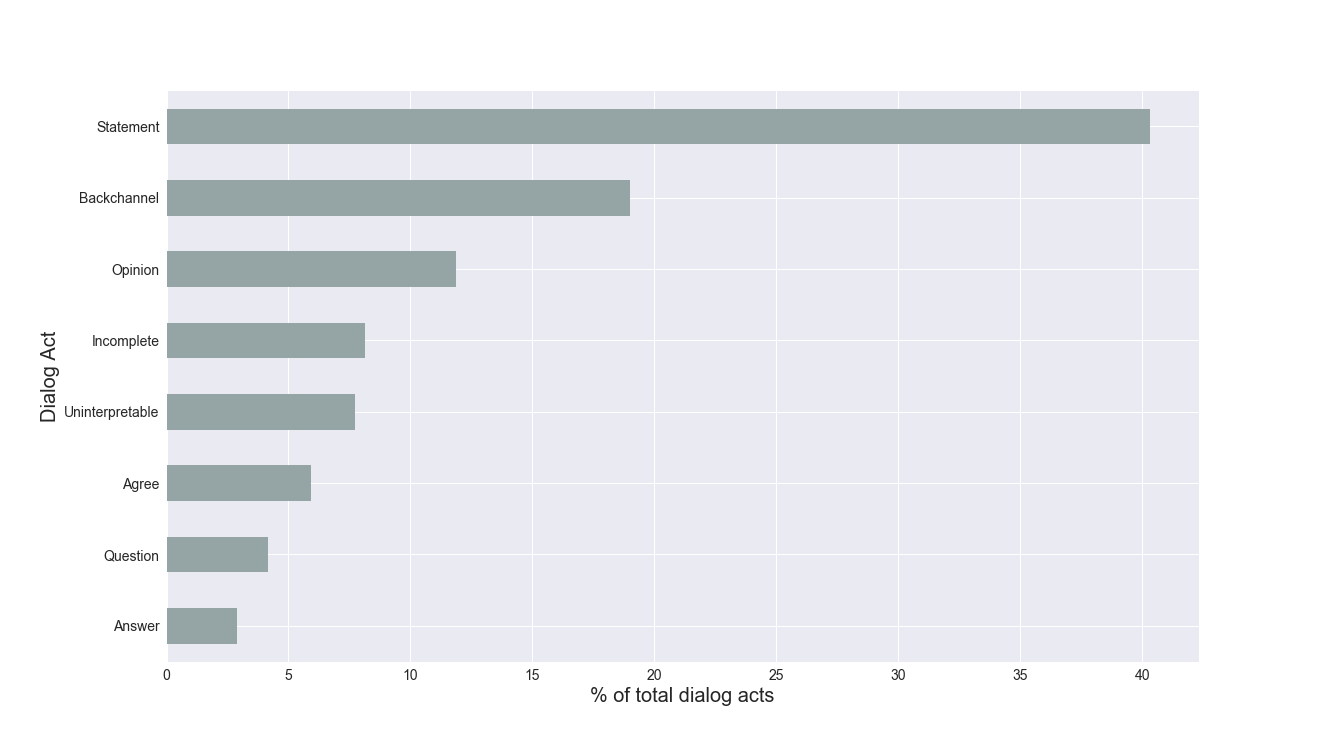 Statement
Backchannel
Opinion
Incomplete
Uninterpretable
Agree
Question
Answer
Dialog Act
0 5 10 15 20 25 30 35 40
% of total dialog acts